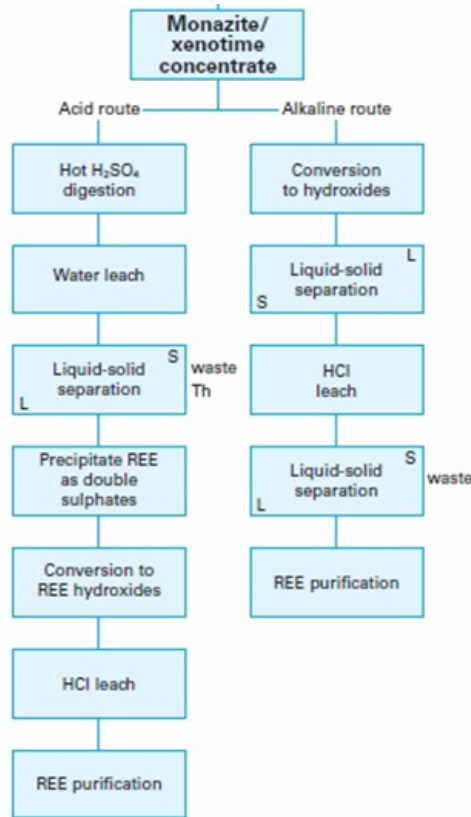 Monazite/
xenotime
concentrate
Acid route
Alkaline route
Hot H₂SO₄
digestion
Water leach
Liquid-solid
separation
S
L
waste
Th
Precipitate REE
as double
sulphates
Conversion to
REE hydroxides
HCl leach
REE purification
Conversion
to hydroxides
Liquid-solid
separation
L
S
HCl
leach
Liquid-solid
separation
S
L
waste
REE purification